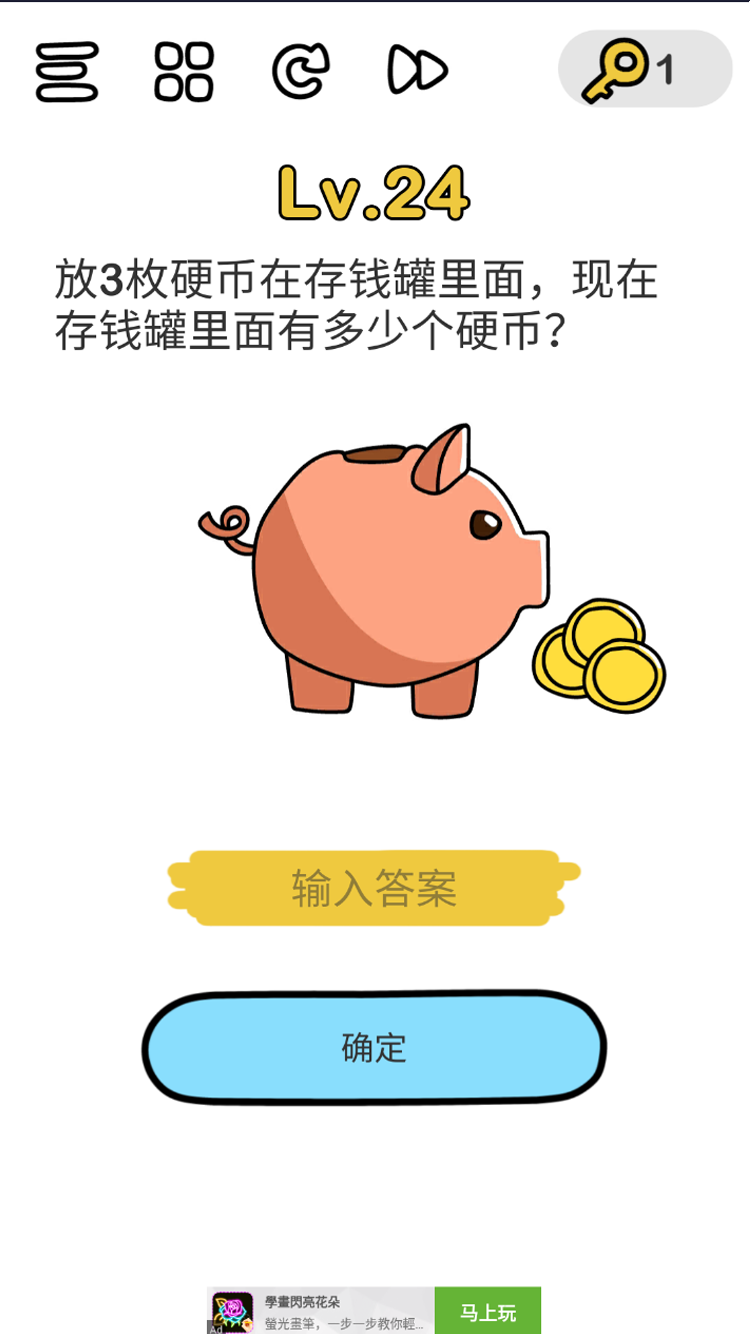 1
Lv.24
放3枚硬币在存钱罐里面，现在
存钱罐里面有多少个硬币？
输入答案
确定
學畫閃亮花朵
螢光畫筆，一步一步教你輕...
马上玩
Ad